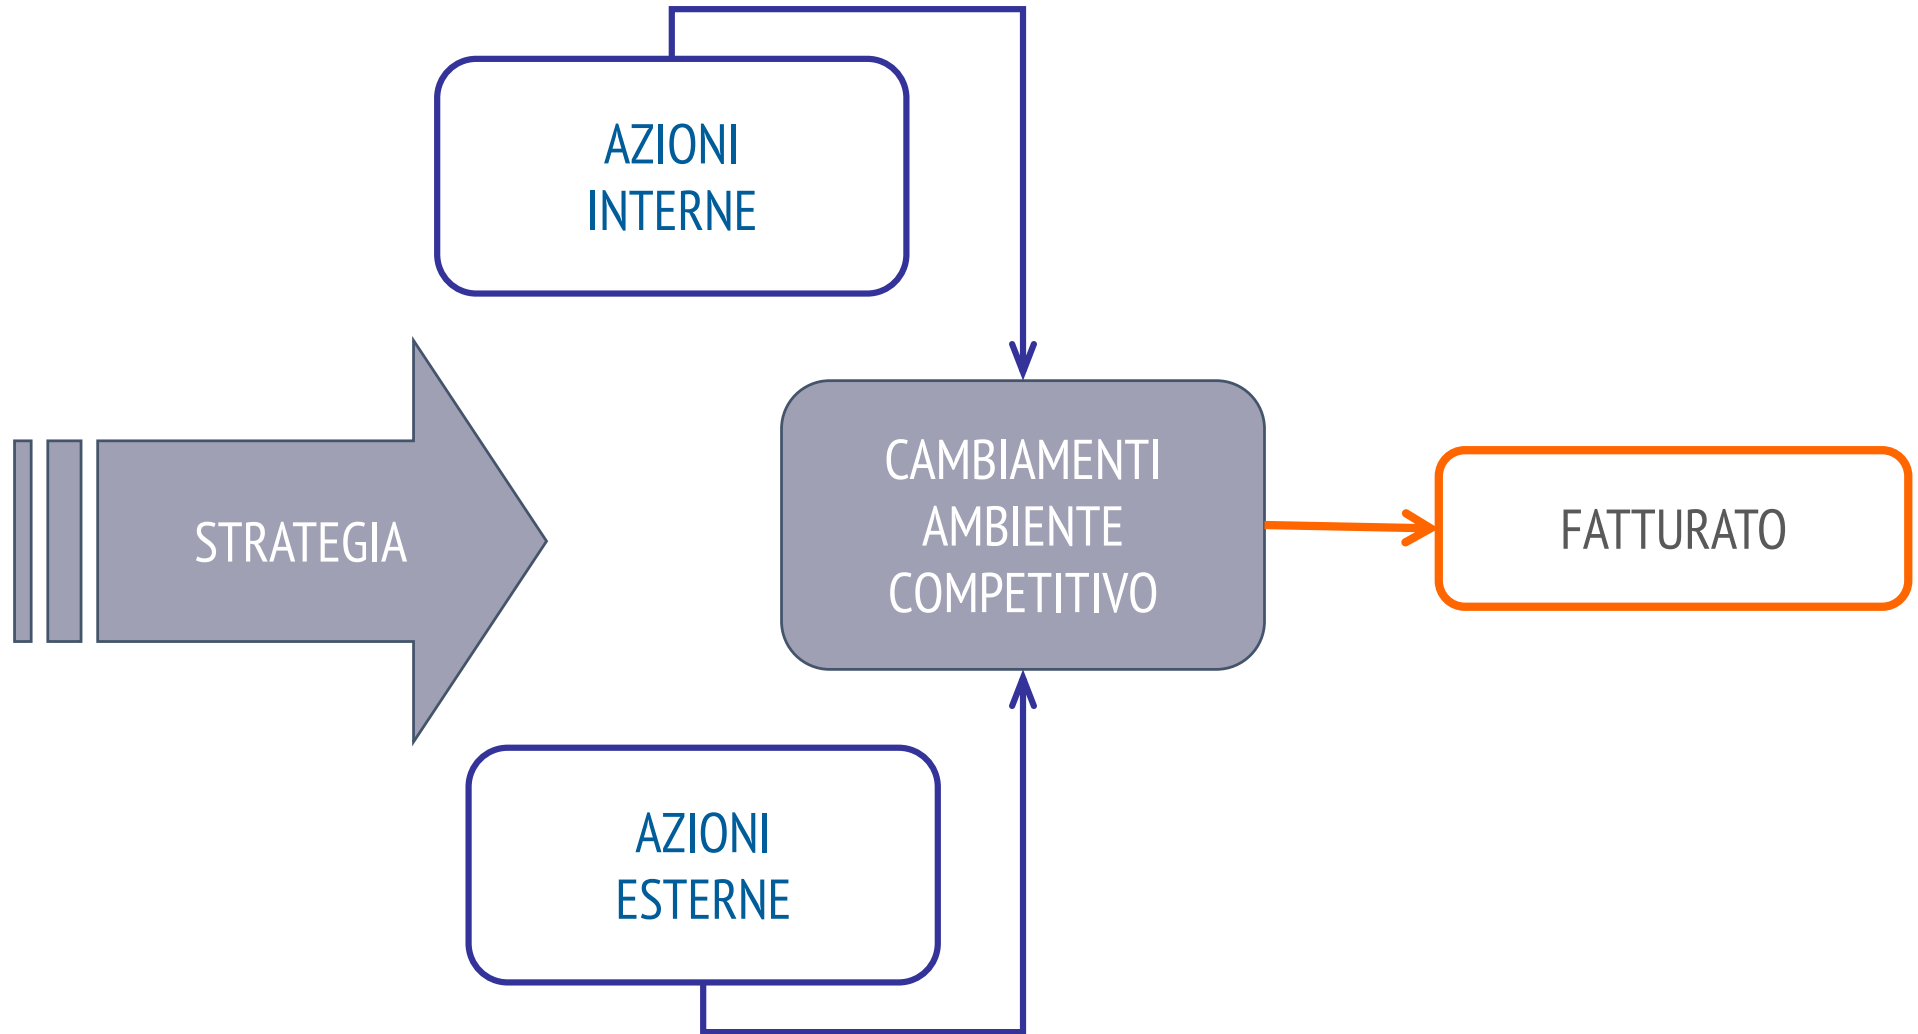 AZIONI
INTERNE
STRATEGIA
CAMBIAMENTI
AMBIENTE
COMPETITIVO
FATTURATO
AZIONI
ESTERNE